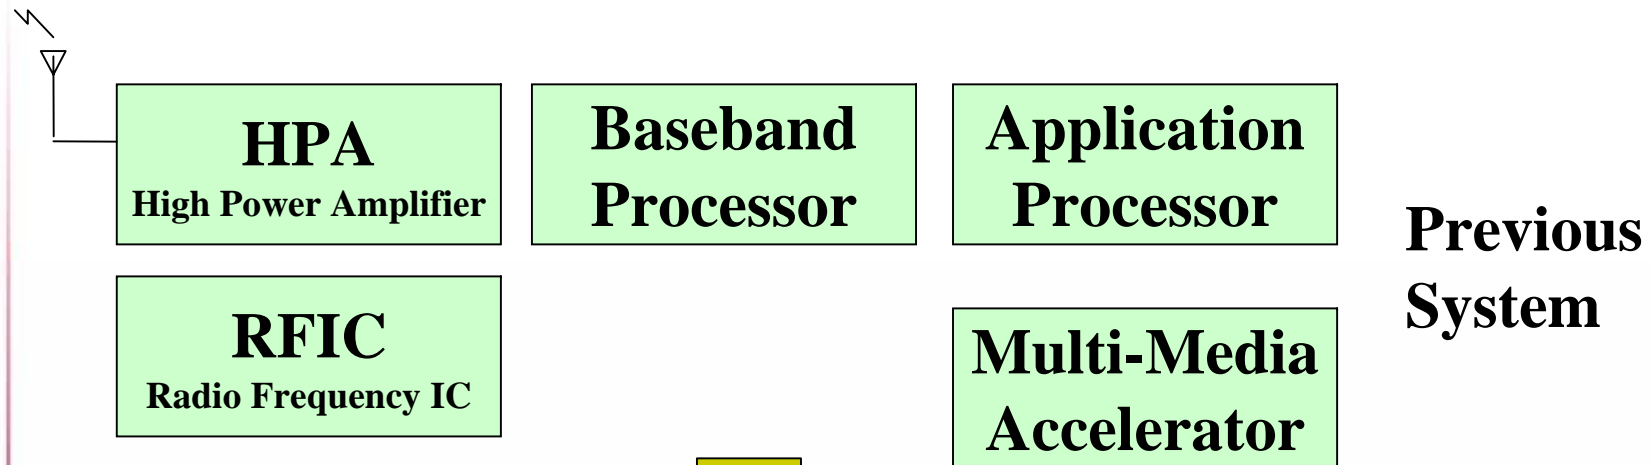 HPA
High Power Amplifier
Baseband
Processor
Application
Processor
Previous
System
RFIC
Radio Frequency IC
Multi-Media
Accelerator